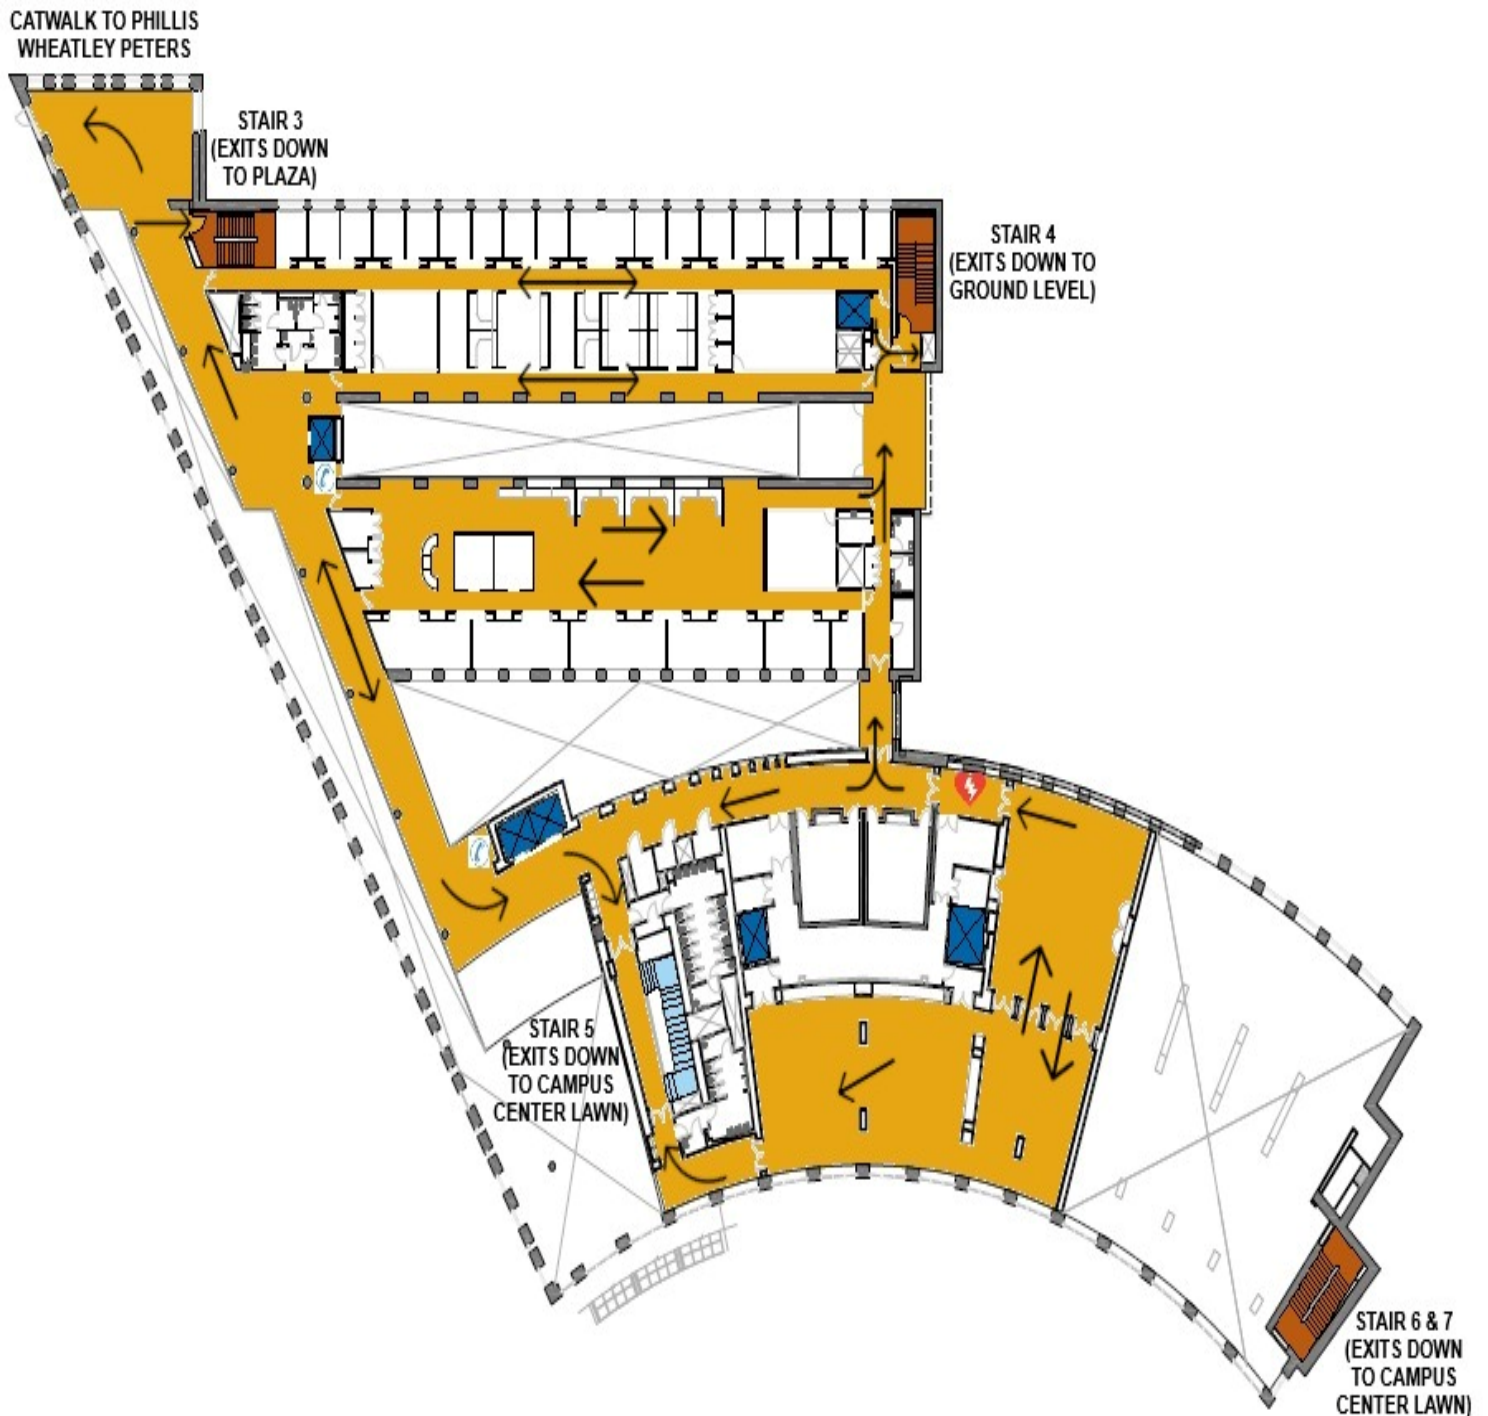 CATWALK TO PHILLIS
WHEATLEY PETERS
STAIR 3
(EXITS DOWN
TO PLAZA)
STAIR 4
(EXITS DOWN TO
GROUND LEVEL)
STAIR 5
(EXITS DOWN
TO CAMPUS
CENTER LAWN)
STAIR 6 & 7
(EXITS DOWN
TO CAMPUS
CENTER LAWN)